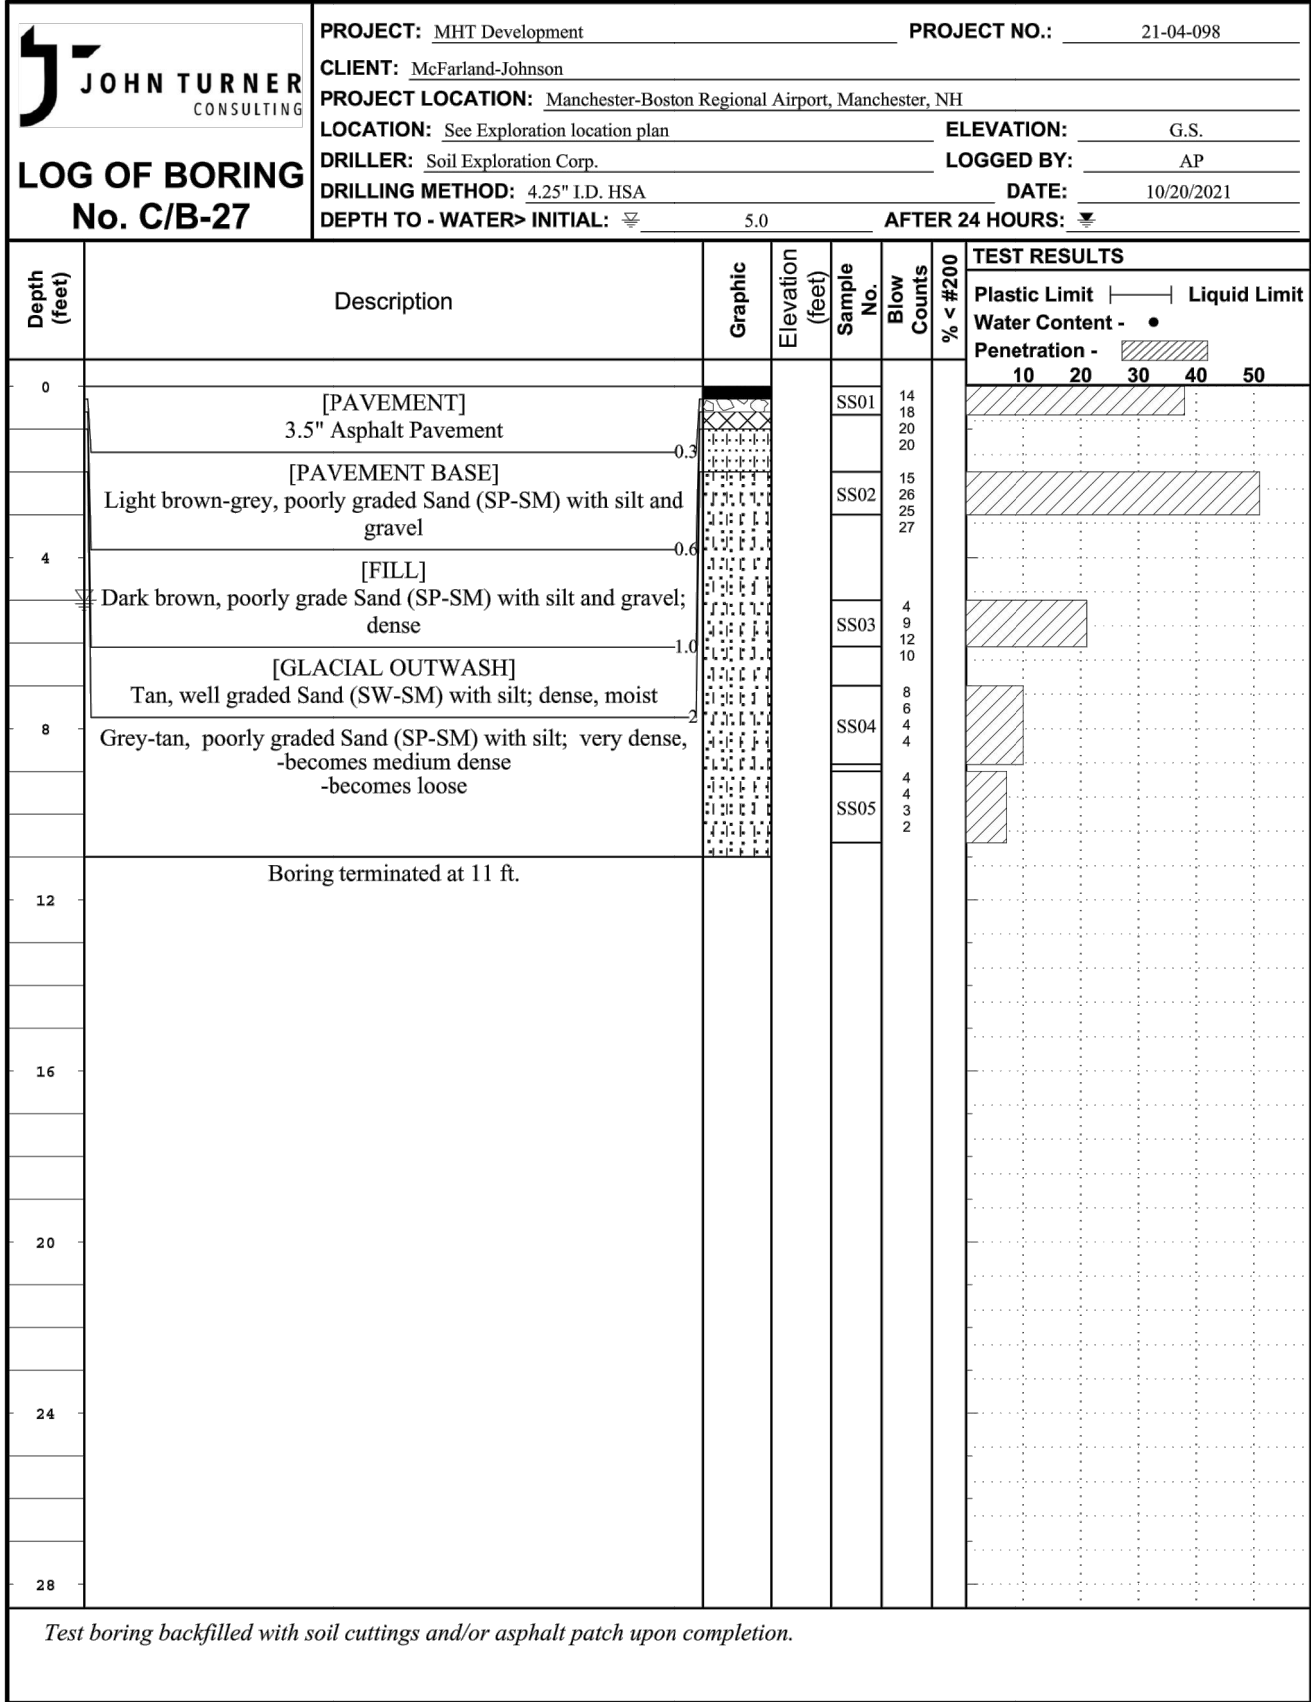 JOHN TURNER
CONSULTING
LOG OF BORING
No. C/B-27
PROJECT: MHT Development PROJECT NO.: 21-04-098
CLIENT: McFarland-Johnson
PROJECT LOCATION: Manchester-Boston Regional Airport, Manchester, NH
LOCATION: See Exploration location plan ELEVATION: G.S.
DRILLER: Soil Exploration Corp. LOGGED BY: AP
DRILLING METHOD: 4.25" I.D. HSA DATE: 10/20/2021
DEPTH TO - WATER> INITIAL: 5.0 AFTER 24 HOURS:
Depth
(feet)
Description
Graphic
Elevation
(feet)
Sample
No.
Blow
Counts
% < #200
TEST RESULTS
Plastic Limit Liquid Limit
Water Content - ●
Penetration -
10 20 30 40 50
0
[PAVEMENT]
3.5" Asphalt Pavement
0.3
[PAVEMENT BASE]
Light brown-grey, poorly graded Sand (SP-SM) with silt and
gravel
0.6
4
[FILL]
Dark brown, poorly grade Sand (SP-SM) with silt and gravel;
dense
1.0
[GLACIAL OUTWASH]
Tan, well graded Sand (SW-SM) with silt; dense, moist
2
8
Grey-tan, poorly graded Sand (SP-SM) with silt; very dense,
-becomes medium dense
-becomes loose
Boring terminated at 11 ft.
SS01
14
18
20
20
SS02
15
26
25
27
SS03
4
9
12
10
SS04
8
6
4
4
SS05
4
4
3
2
12
16
20
24
28
Test boring backfilled with soil cuttings and/or asphalt patch upon completion.